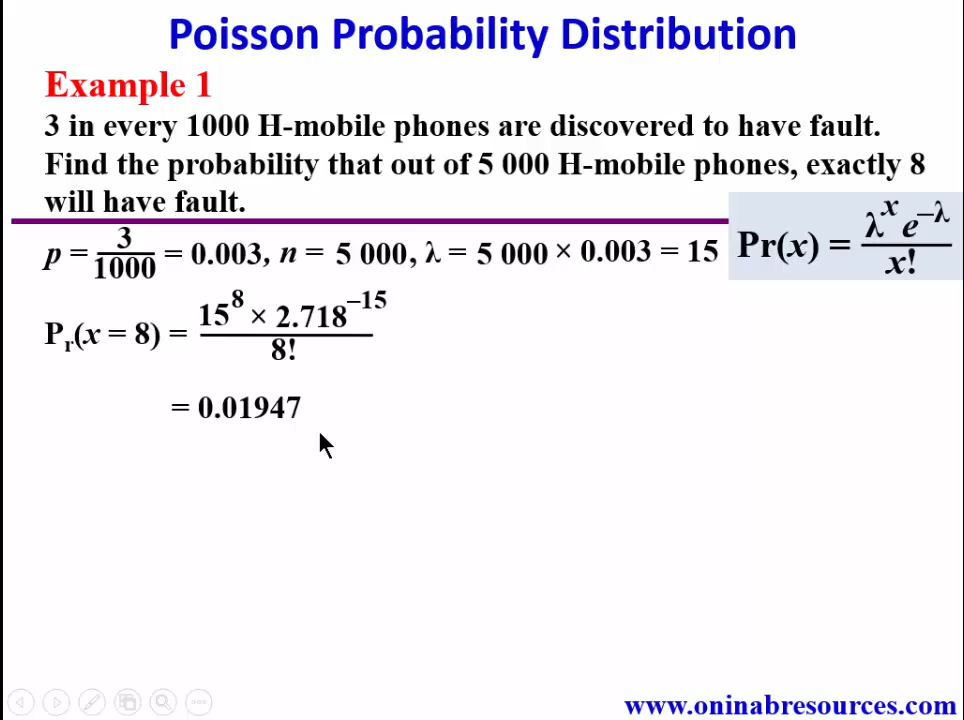 Poisson Probability Distribution
Example 1
3 in every 1000 H-mobile phones are discovered to have fault.
Find the probability that out of 5 000 H-mobile phones, exactly 8
will have fault.
p = 3/1000 = 0.003, n = 5 000, λ = 5 000 × 0.003 = 15
Pr(x) = λ^x e^–λ / x!
P_r(x = 8) = 15^8 × 2.718^–15 / 8!
= 0.01947
www.oninabresources.com